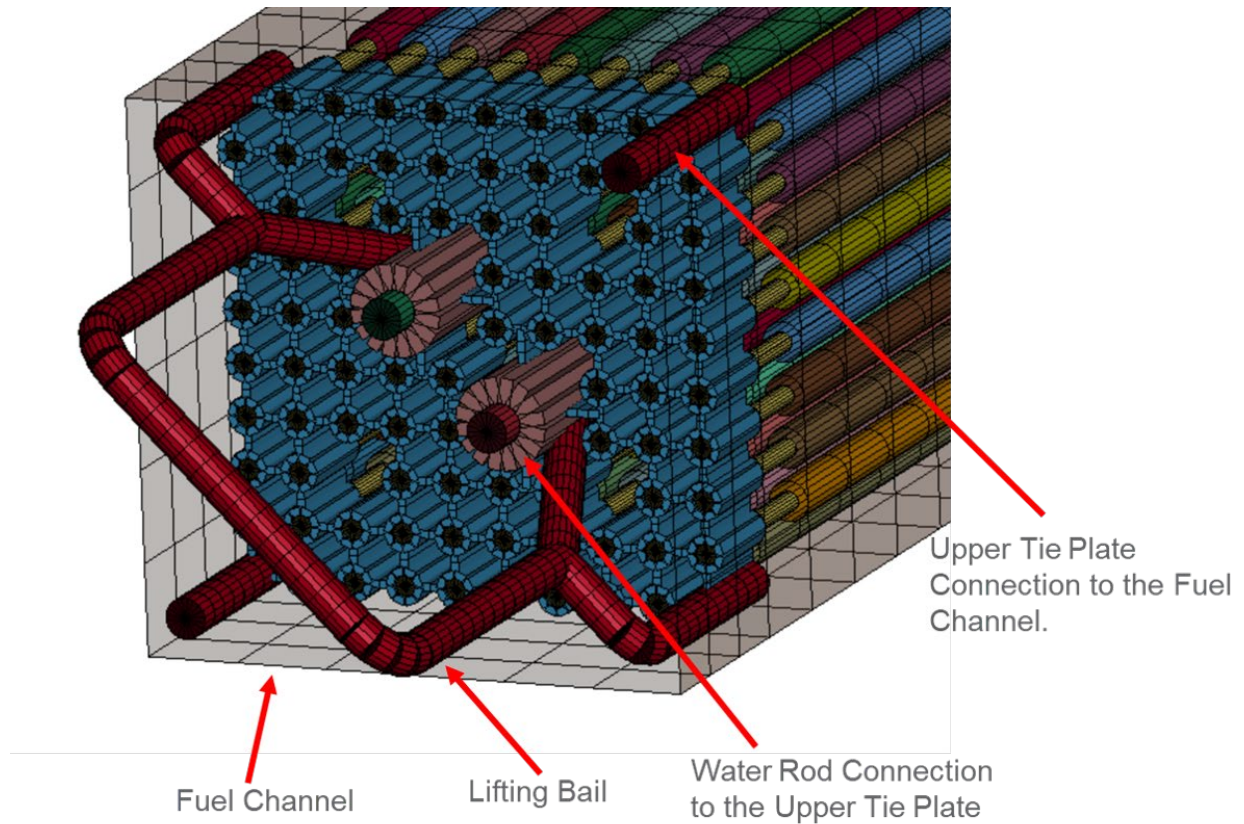 Upper Tie Plate
Connection to the Fuel
Channel.
Water Rod Connection
to the Upper Tie Plate
Lifting Bail
Fuel Channel